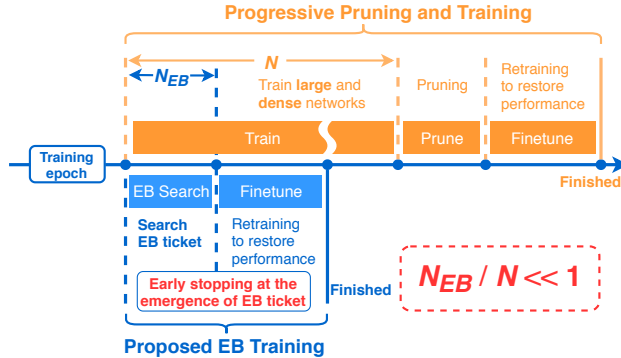 Progressive Pruning and Training
N
N_EB
Train large and
dense networks
Pruning
Retraining
to restore
performance
Train
Prune
Finetune
Training
epoch
Finished
EB Search
Finetune
Search
EB ticket
Retraining
to restore
performance
Early stopping at the
emergence of EB ticket
Finished
N_EB / N << 1
Proposed EB Training